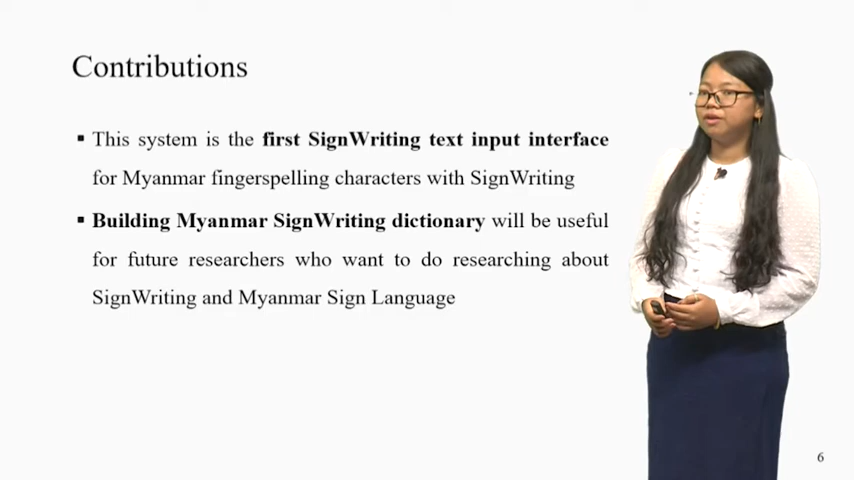 Contributions
▪ This system is the first SignWriting text input interface
for Myanmar fingerspelling characters with SignWriting
▪ Building Myanmar SignWriting dictionary will be useful
for future researchers who want to do researching about
SignWriting and Myanmar Sign Language
6